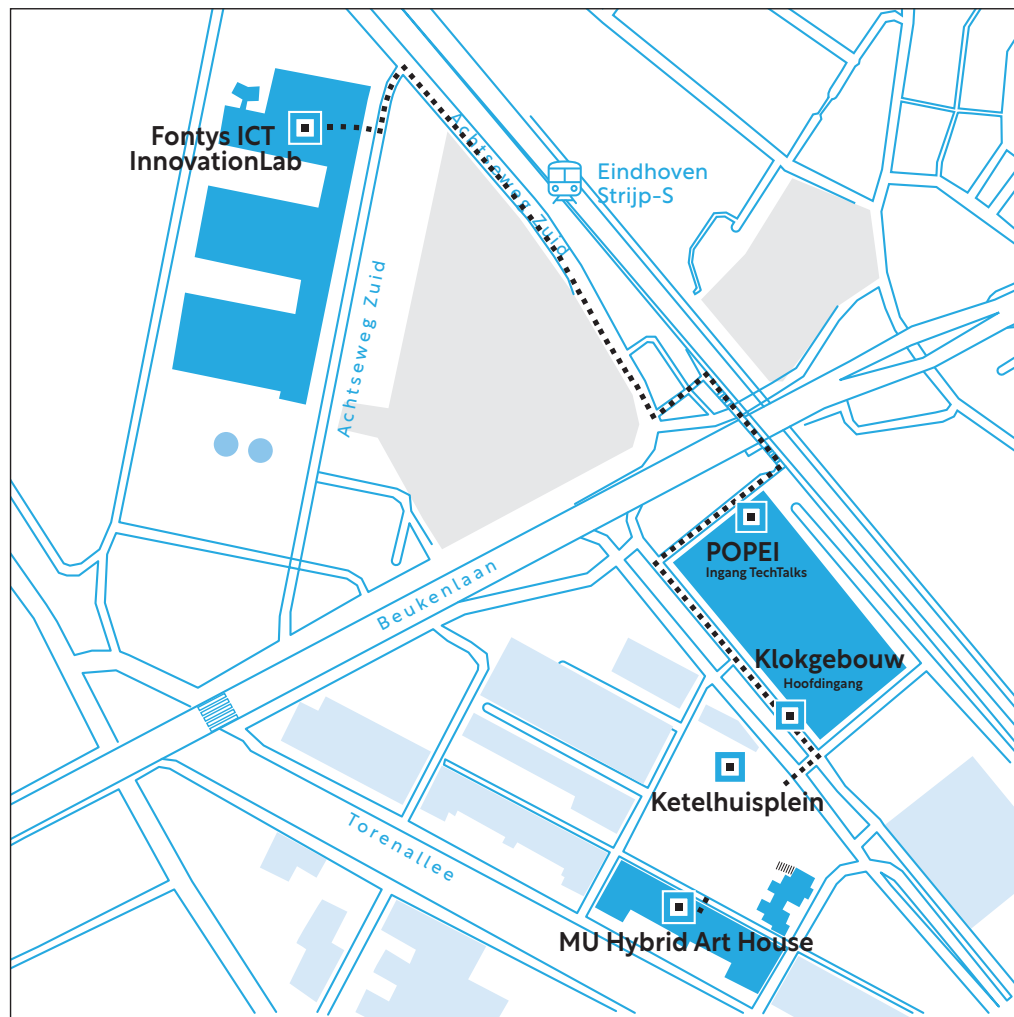 Fontys ICT
InnovationLab
Achtseweg Zuid
Eindhoven
Strijp-S
Achtseweg Zuid
POPEI
Ingang TechTalks
Beukenlaan
Klokgebouw
Hoofdingang
Ketelhuisplein
Torenallee
MU Hybrid Art House